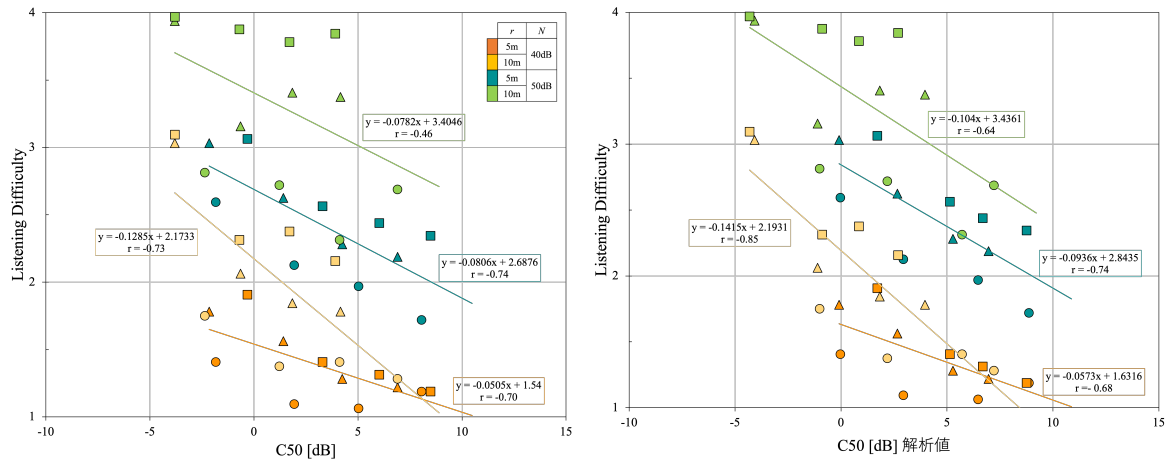 4
3
2
1
Listening Diffiiculty
r N
5m
40dB
10m
5m
50dB
10m
y = -0.0782x + 3.4046
r = -0.46
y = -0.1285x + 2.1733
r = -0.73
y = -0.0806x + 2.6876
r = -0.74
y = -0.0505x + 1.54
r = -0.70
-10 -5 0 5 10 15
C50 [dB]
4
3
2
1
Listening Diffiiculty
y = -0.104x + 3.4361
r = -0.64
y = -0.1415x + 2.1931
r = -0.85
y = -0.0936x + 2.8435
r = -0.74
y = -0.0573x + 1.6316
r =- 0.68
-10 -5 0 5 10 15
C50 [dB] 解析値